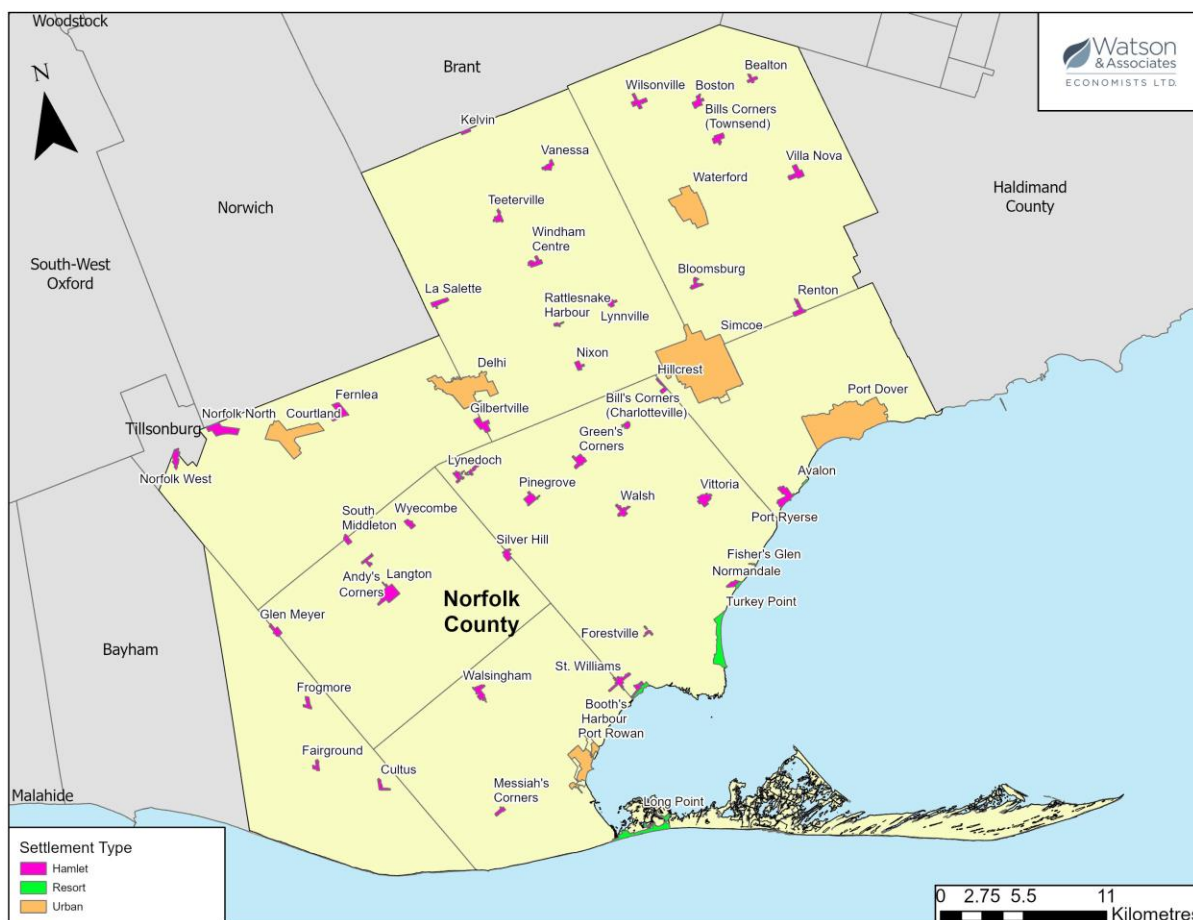 Woodstock
Watson
& Associates
ECONOMISTS LTD.
N
Brant
Bealton
Wilsonville
Boston
Bills Corners
(Townsend)
Kelvin
Vanessa
Villa Nova
Waterford
Haldimand
County
Norwich
Teeterville
Windham
Centre
South-West
Oxford
Bloomsburg
La Salette
Rattlesnake
Harbour
Lynnville
Renton
Simcoe
Nixon
Delhi
Hillcrest
Port Dover
Fernlea
Norfolk North
Courtland
Gilbertville
Bill's Corners
(Charlotteville)
Tillsonburg
Green's
Corners
Norfolk West
Lynedoch
Avalon
Pinegrove
Walsh
Vittoria
South
Middleton
Wyecombe
Port Ryerse
Silver Hill
Fisher's Glen
Normandale
Andy's
Corners
Langton
Norfolk
County
Turkey Point
Glen Meyer
Forestville
Bayham
St. Williams
Walsingham
Frogmore
Booth's
Harbour
Port Rowan
Fairground
Cultus
Messiah's
Corners
Malahide
Long Point
Settlement Type
Hamlet
Resort
Urban
0 2.75 5.5 11
Kilometres